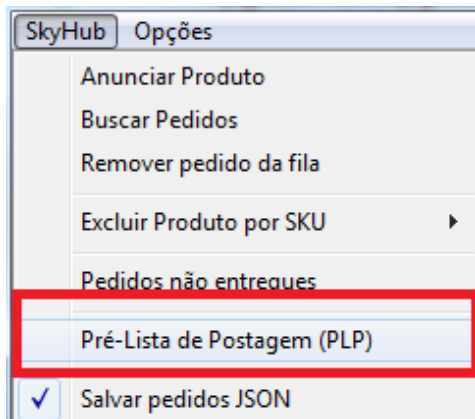 SkyHub Opções
Anunciar Produto
Buscar Pedidos
Remover pedido da fila
Excluir Produto por SKU
Pedidos não entregues
Pré-Lista de Postagem (PLP)
Salvar pedidos JSON